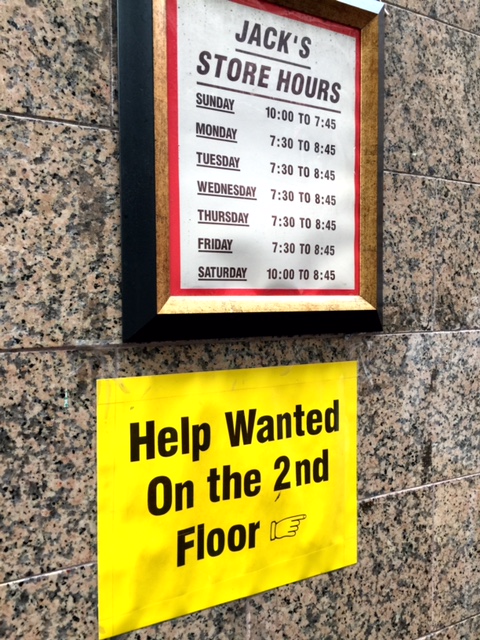 JACK'S
STORE HOURS
SUNDAY 10:00 TO 7:45
MONDAY 7:30 TO 8:45
TUESDAY 7:30 TO 8:45
WEDNESDAY 7:30 TO 8:45
THURSDAY 7:30 TO 8:45
FRIDAY 7:30 TO 8:45
SATURDAY 10:00 TO 8:45
Help Wanted
On the 2nd
Floor